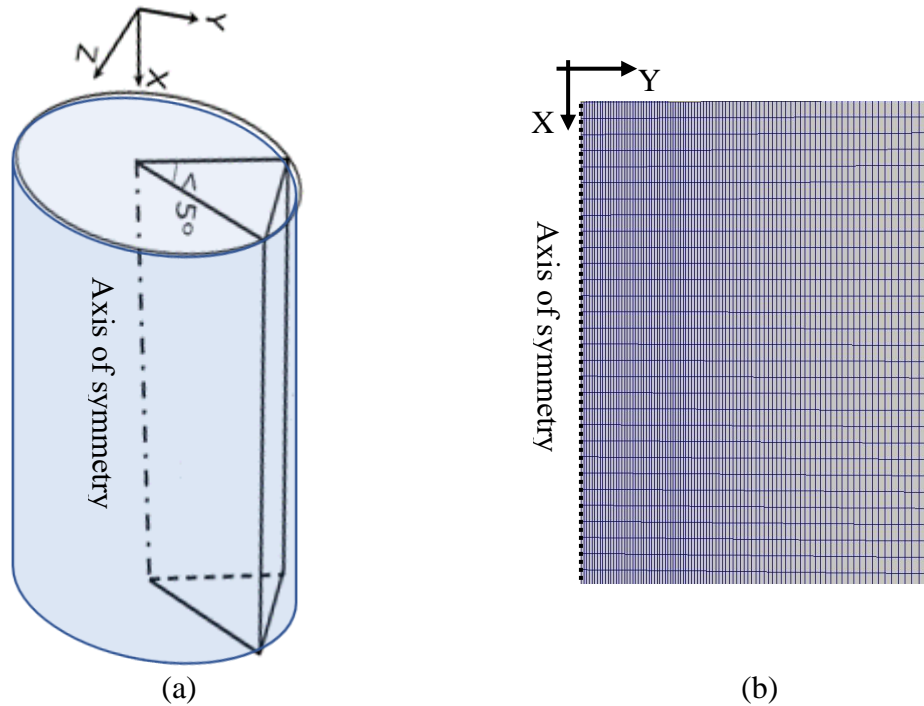 Y
Z
X
<5°
Axis of symmetry
(a)
Y
X
Axis of symmetry
(b)